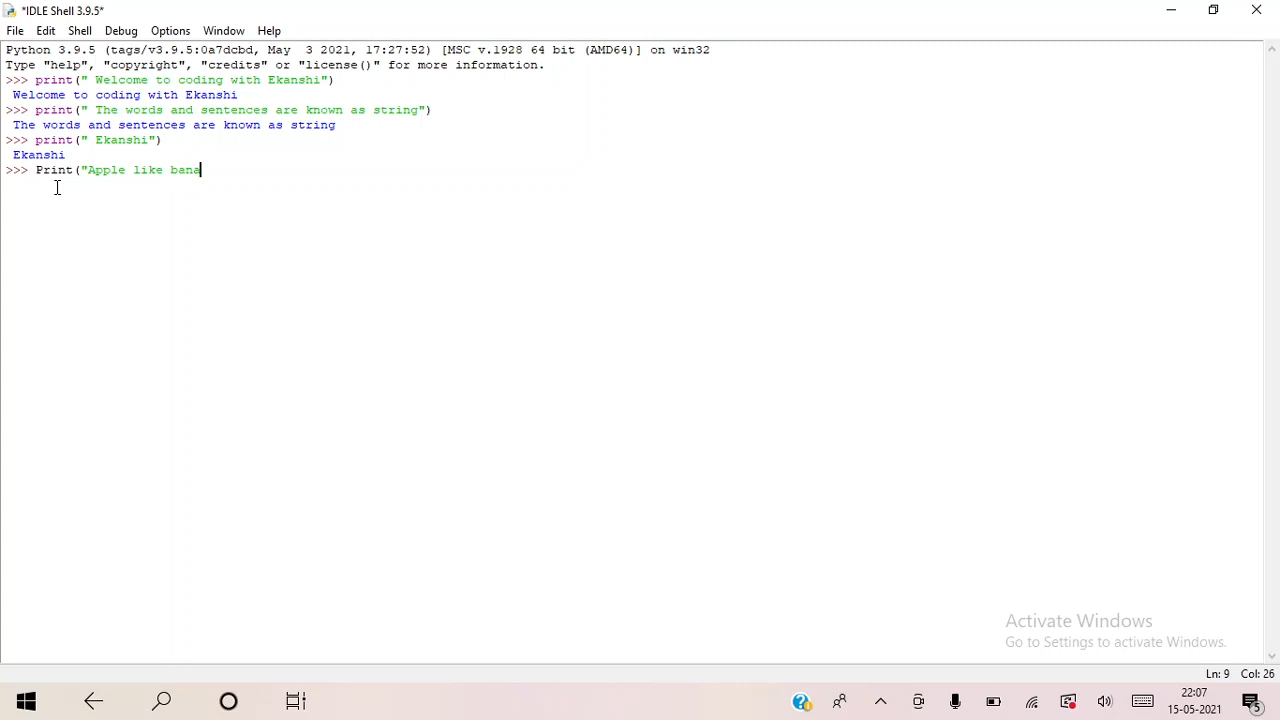 *IDLE Shell 3.9.5*
File Edit Shell Debug Options Window Help
Python 3.9.5 (tags/v3.9.5:0a7dcbd, May  3 2021, 17:27:52) [MSC v.1928 64 bit (AMD64)] on win32
Type "help", "copyright", "credits" or "license()" for more information.
>>> print(" Welcome to coding with Ekanshi")
 Welcome to coding with Ekanshi
>>> print(" The words and sentences are known as string")
 The words and sentences are known as string
>>> print(" Ekanshi")
 Ekanshi
>>> Print("Apple like bana
Activate Windows
Go to Settings to activate Windows.
Ln: 9 Col: 26
22:07
15-05-2021
5